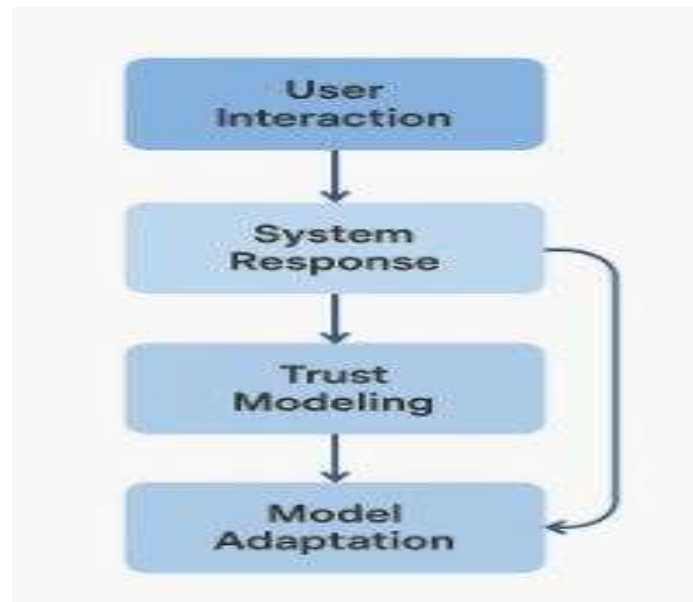 User
Interaction
System
Response
Trust
Modeling
Model
Adaptation